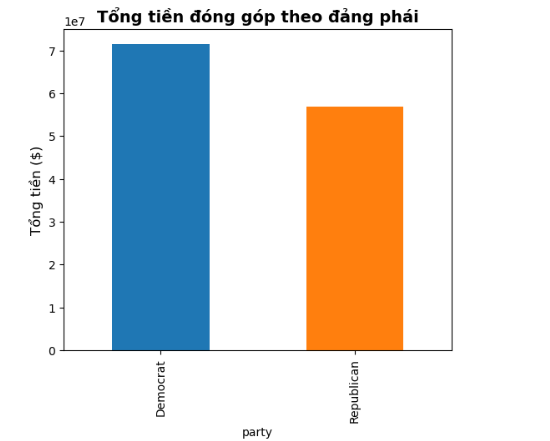 Tổng tiền đóng góp theo đảng phái
1e7
7
6
5
4
3
2
1
0
Tổng tiền ($)
Democrat
Republican
party